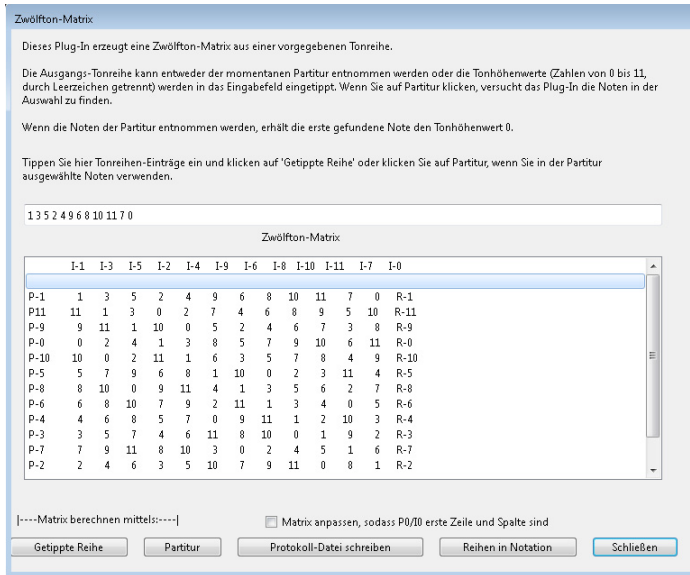 Zwölfton-Matrix
Dieses Plug-In erzeugt eine Zwölfton-Matrix aus einer vorgegebenen Tonreihe.
Die Ausgangs-Tonreihe kann entweder der momentanen Partitur entnommen werden oder die Tonhöhenwerte (Zahlen von 0 bis 11,
durch Leerzeichen getrennt) werden in das Eingabefeld eingetippt. Wenn Sie auf Partitur klicken, versucht das Plug-In die Noten in der
Auswahl zu finden.
Wenn die Noten der Partitur entnommen werden, erhält die erste gefundene Note den Tonhöhenwert 0.
Tippen Sie hier Tonreihen-Einträge ein und klicken auf 'Getippte Reihe' oder klicken Sie auf Partitur, wenn Sie in der Partitur
ausgewählte Noten verwenden.
1 3 5 2 4 9 6 8 10 11 7 0
Zwölfton-Matrix
I-1 I-3 I-5 I-2 I-4 I-9 I-6 I-8 I-10 I-11 I-7 I-0
P-1 1 3 5 2 4 9 6 8 10 11 7 0 R-1
P11 11 1 3 0 2 7 4 6 8 9 5 10 R-11
P-9 9 11 1 10 0 5 2 4 6 7 3 8 R-9
P-0 0 2 4 1 3 8 5 7 9 10 6 11 R-0
P-10 10 0 2 11 1 6 3 5 7 8 4 9 R-10
P-5 5 7 9 6 8 1 10 0 2 3 11 4 R-5
P-8 8 10 0 9 11 4 1 3 5 6 2 7 R-8
P-6 6 8 10 7 9 2 11 1 3 4 0 5 R-6
P-4 4 6 8 5 7 0 9 11 1 2 10 3 R-4
P-3 3 5 7 4 6 11 8 10 0 1 9 2 R-3
P-7 7 9 11 8 10 3 0 2 4 5 1 6 R-7
P-2 2 4 6 3 5 10 7 9 11 0 8 1 R-2
|----Matrix berechnen mittels:----| Matrix anpassen, sodass P0/I0 erste Zeile und Spalte sind
Getippte Reihe Partitur Protokoll-Datei schreiben Reihen in Notation Schließen